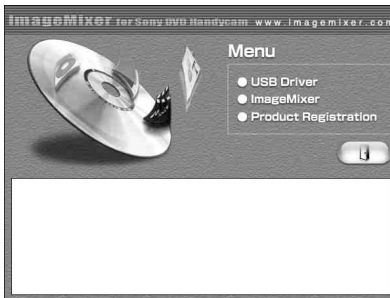 ImageMixer for Sony DVD Handycam www.imagemixer.com
Menu
USB Driver
ImageMixer
Product Registration